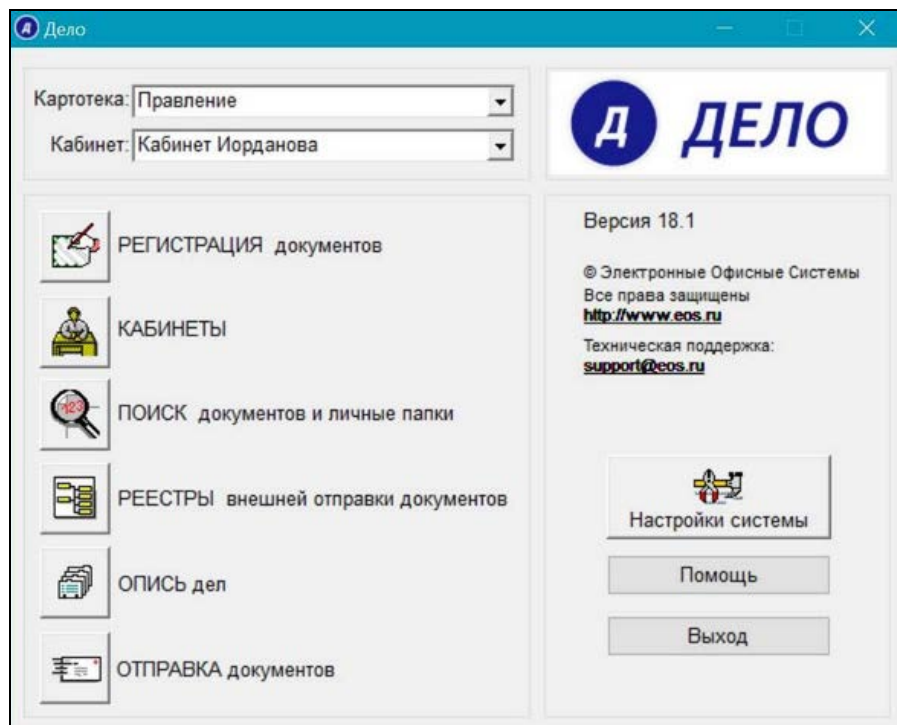 Дело
Картотека: Правление
Кабинет: Кабинет Иорданова
Д ДЕЛО
РЕГИСТРАЦИЯ документов
КАБИНЕТЫ
123
ПОИСК документов и личные папки
РЕЕСТРЫ внешней отправки документов
ОПИСЬ дел
ОТПРАВКА документов
Версия 18.1
© Электронные Офисные Системы
Все права защищены
http://www.eos.ru
Техническая поддержка:
support@eos.ru
Настройки системы
Помощь
Выход